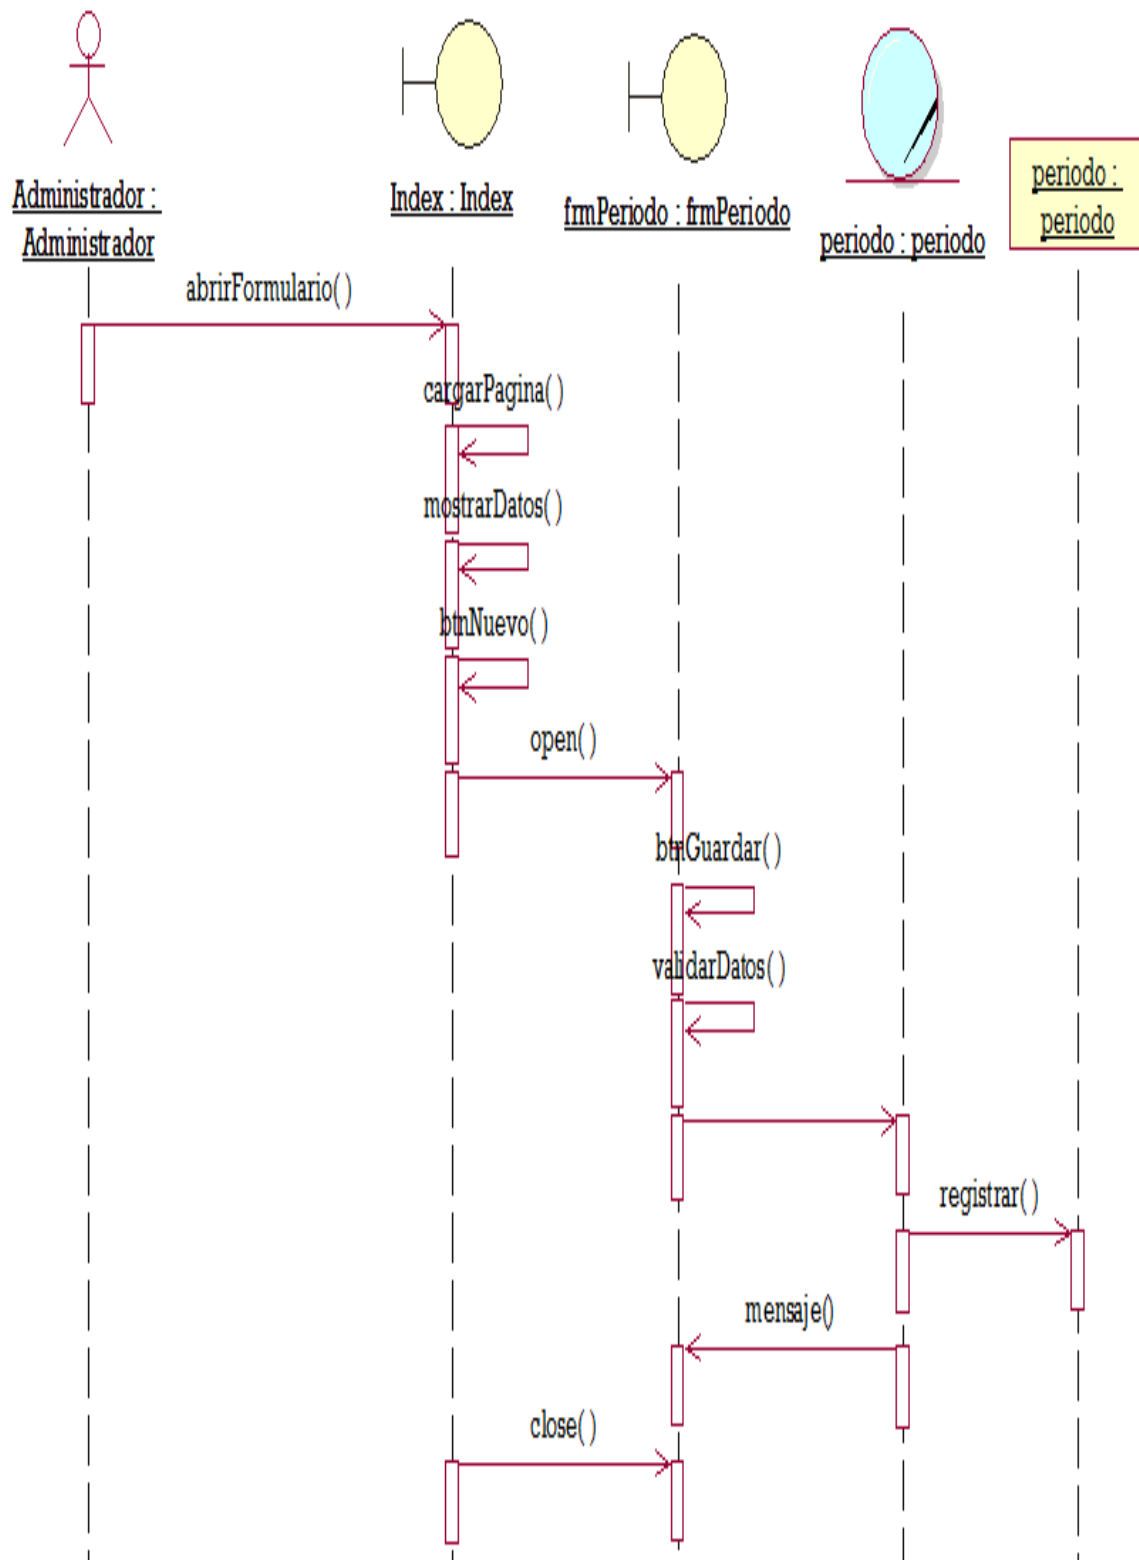 Administrador :
Administrador
Index : Index
frmPeriodo : frmPeriodo
periodo : periodo
periodo :
periodo
abrirFormulario( )
cargarPagina( )
mostrarDatos( )
btnNuevo( )
open( )
btnGuardar( )
validarDatos( )
registrar( )
mensaje()
close( )